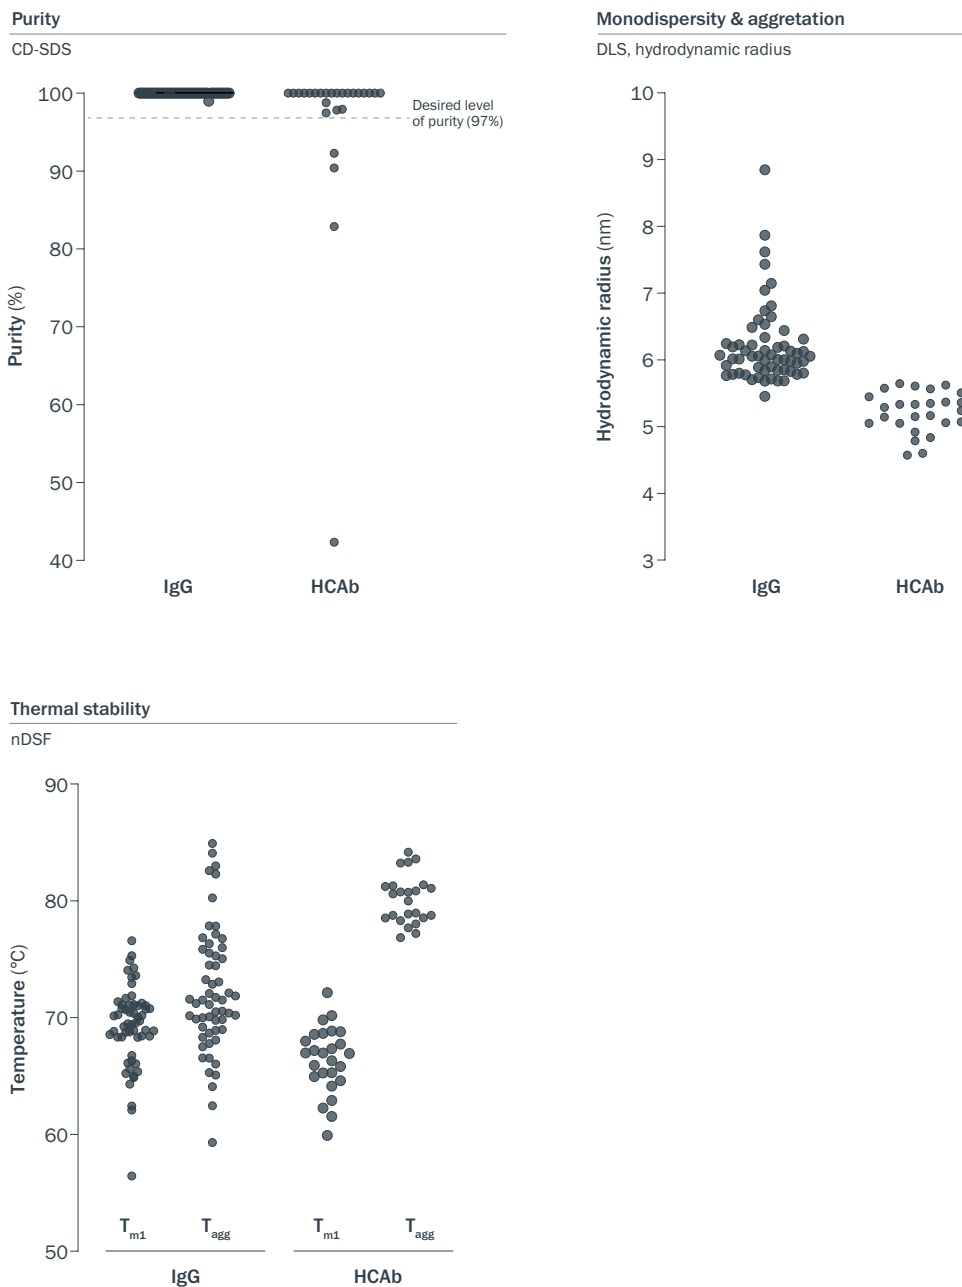 Purity
CD-SDS
100
90
80
70
60
50
40
Purity (%)
Desired level
of purity (97%)
IgG
HCAb
Monodispersity & aggretation
DLS, hydrodynamic radius
10
9
8
7
6
5
4
3
Hydrodynamic radius (nm)
IgG
HCAb
Thermal stability
nDSF
90
80
70
60
50
Temperature (°C)
Tm1
Tagg
Tm1
Tagg
IgG
HCAb